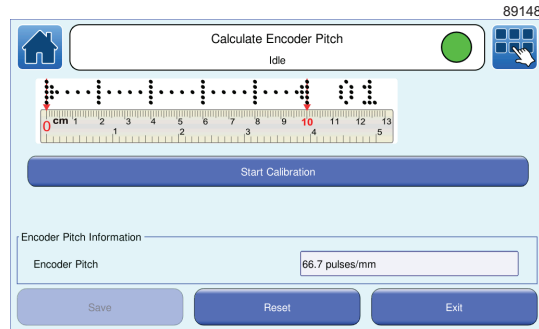 89148
Calculate Encoder Pitch
Idle
01
0 cm 1 2 3 4 5 6 7 8 9 10 11 12 13
1 2 3 4 5
Start Calibration
Encoder Pitch Information
Encoder Pitch
66.7 pulses/mm
Save
Reset
Exit